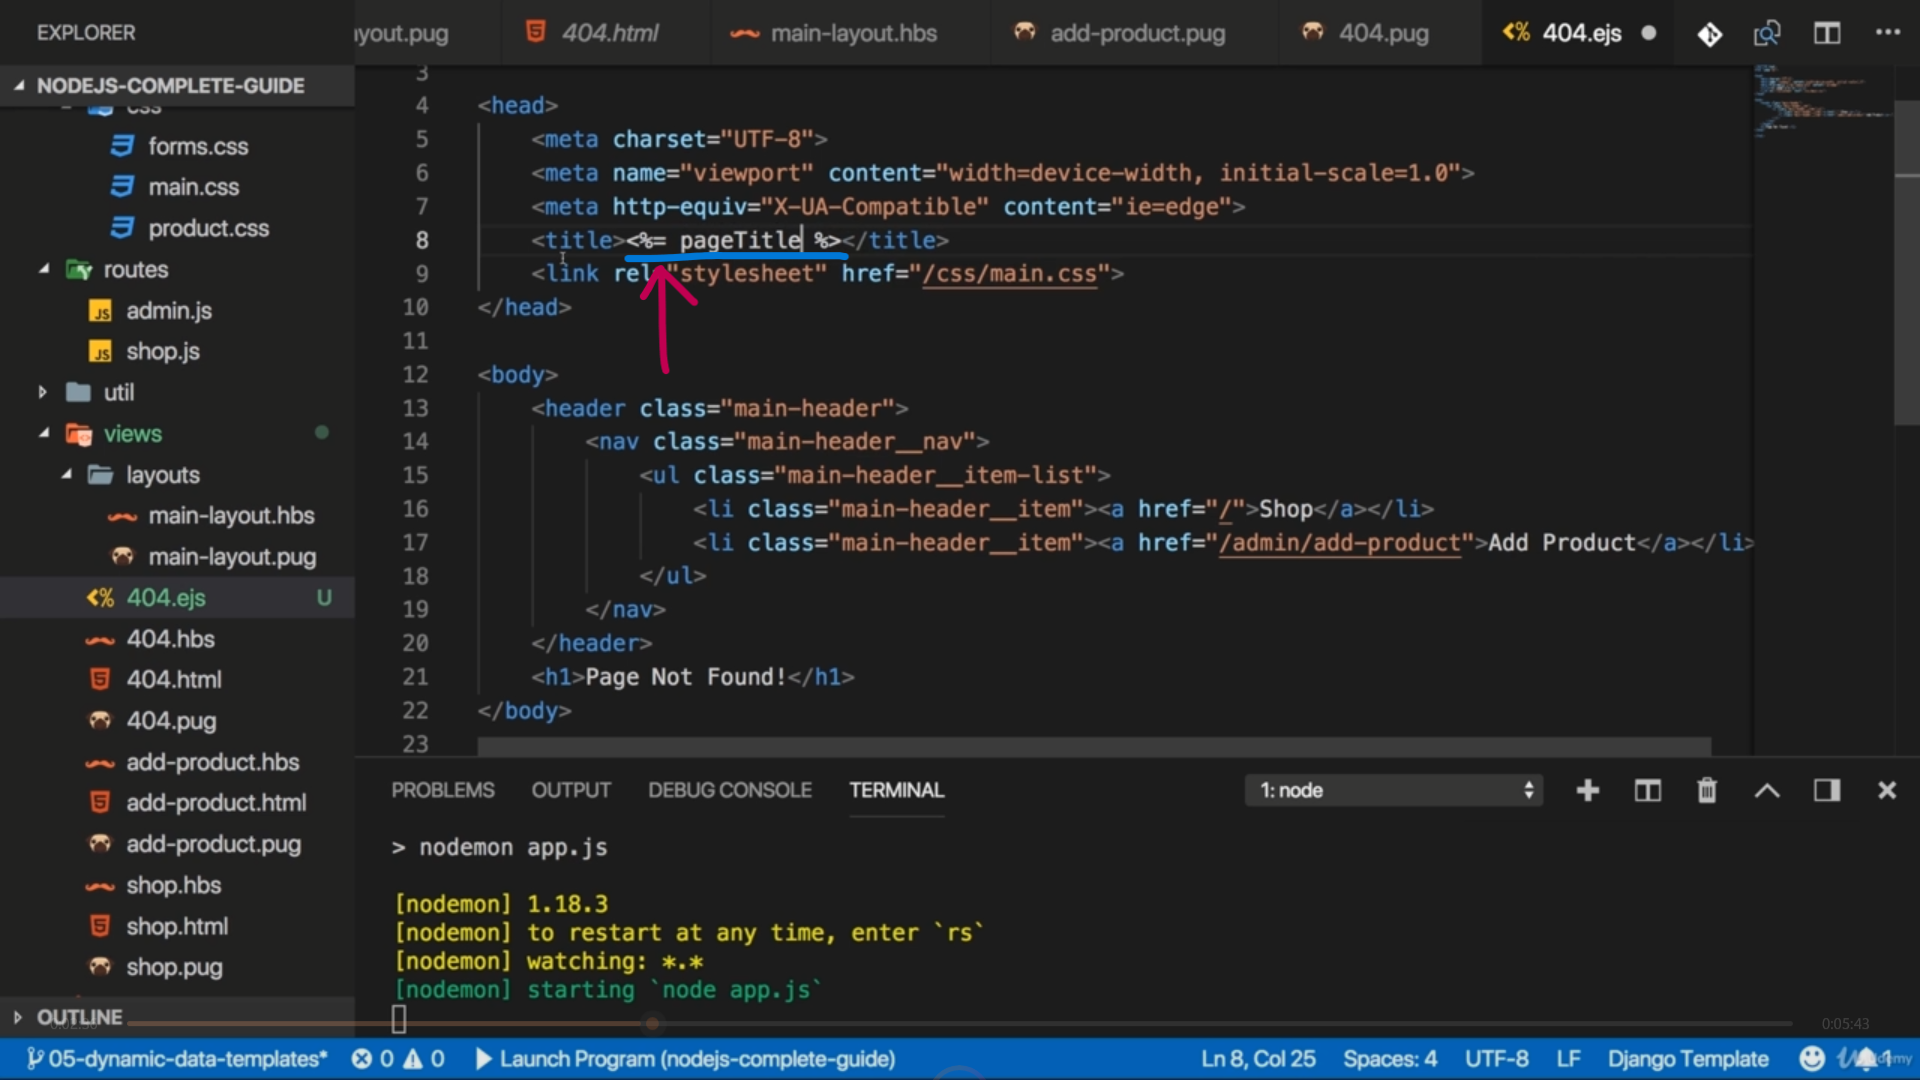 EXPLORER
NODEJS-COMPLETE-GUIDE
css
forms.css
main.css
product.css
routes
admin.js
shop.js
util
views
layouts
main-layout.hbs
main-layout.pug
404.ejs U
404.hbs
404.html
404.pug
add-product.hbs
add-product.html
add-product.pug
shop.hbs
shop.html
shop.pug
OUTLINE
yout.pug 404.html main-layout.hbs add-product.pug 404.pug <% 404.ejs
3
4 <head>
5 <meta charset="UTF-8">
6 <meta name="viewport" content="width=device-width, initial-scale=1.0">
7 <meta http-equiv="X-UA-Compatible" content="ie=edge">
8 <title><%= pageTitle %></title>
9 <link rel="stylesheet" href="/css/main.css">
10 </head>
11
12 <body>
13 <header class="main-header">
14 <nav class="main-header__nav">
15 <ul class="main-header__item-list">
16 <li class="main-header__item"><a href="/">Shop</a></li>
17 <li class="main-header__item"><a href="/admin/add-product">Add Product</a></li>
18 </ul>
19 </nav>
20 </header>
21 <h1>Page Not Found!</h1>
22 </body>
23
PROBLEMS OUTPUT DEBUG CONSOLE TERMINAL 1: node
> nodemon app.js
[nodemon] 1.18.3
[nodemon] to restart at any time, enter `rs`
[nodemon] watching: *.*
[nodemon] starting `node app.js`
0:05:43
05-dynamic-data-templates* 0 0 Launch Program (nodejs-complete-guide) Ln 8, Col 25 Spaces: 4 UTF-8 LF Django Template 1